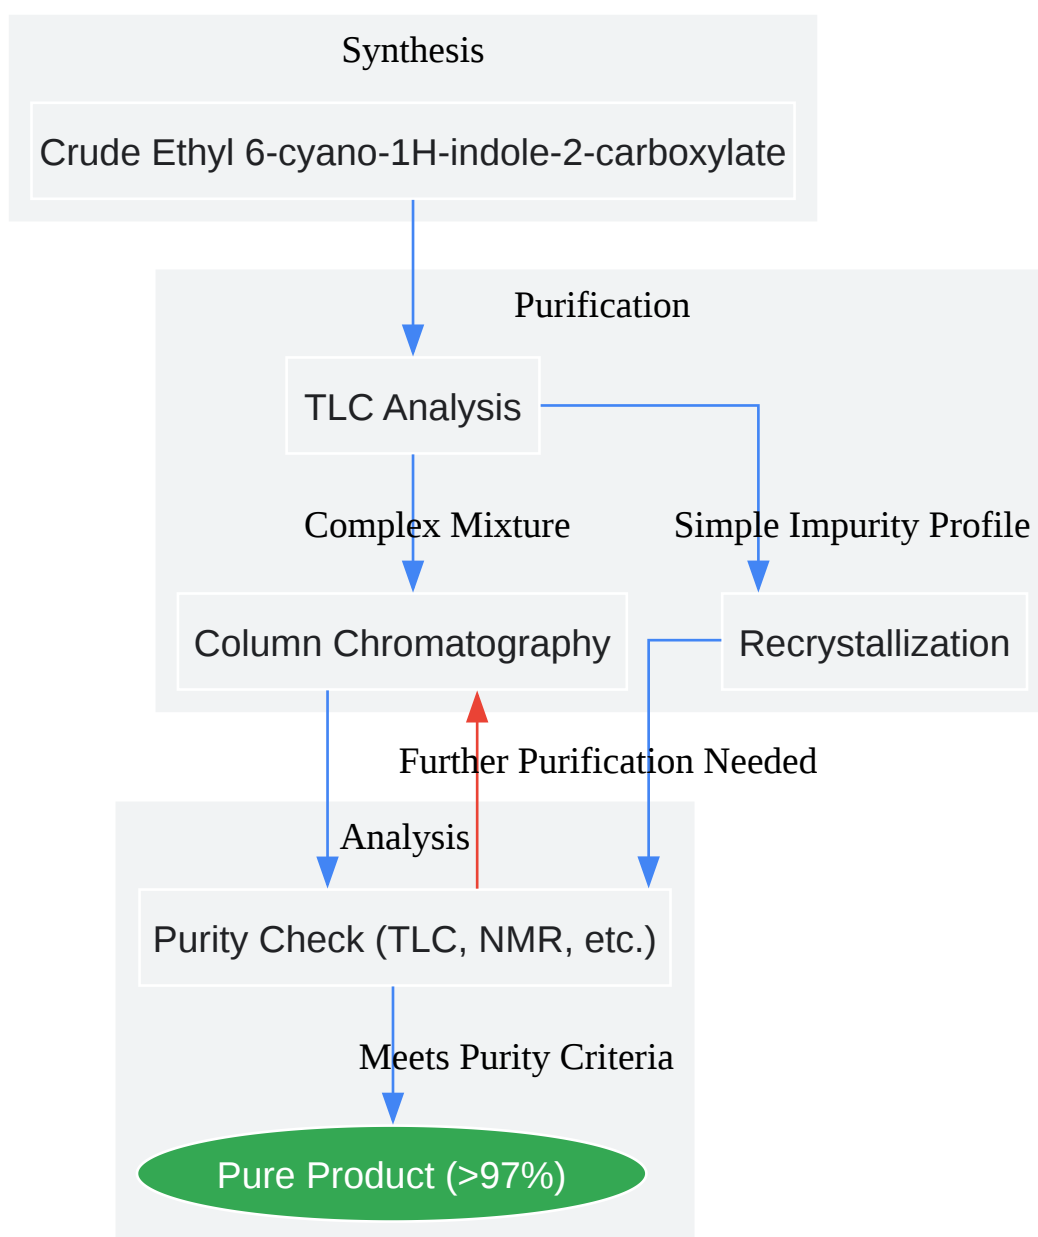 Synthesis
Crude Ethyl 6-cyano-1H-indole-2-carboxylate
Purification
TLC Analysis
Complex Mixture
Simple Impurity Profile
Column Chromatography
Recrystallization
Further Purification Needed
Analysis
Purity Check (TLC, NMR, etc.)
Meets Purity Criteria
Pure Product (>97%)